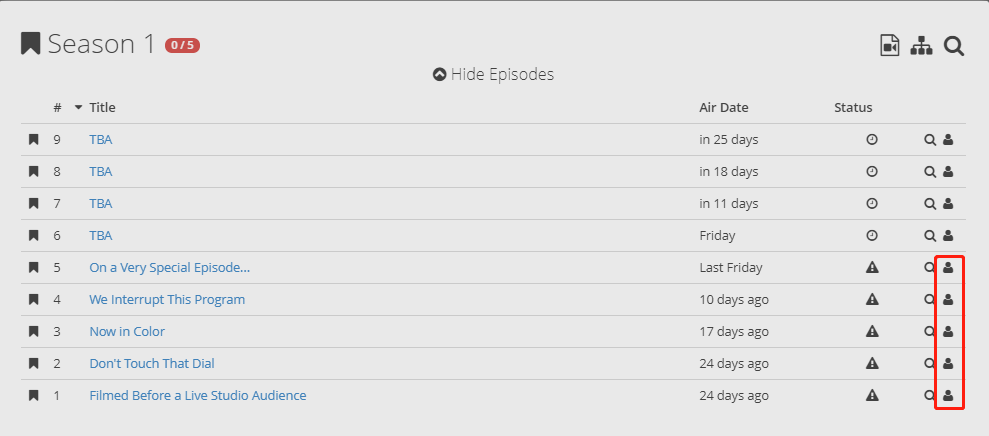 Season 1 0 / 5
Hide Episodes
# Title Air Date Status
9 TBA in 25 days
8 TBA in 18 days
7 TBA in 11 days
6 TBA Friday
5 On a Very Special Episode... Last Friday
4 We Interrupt This Program 10 days ago
3 Now in Color 17 days ago
2 Don't Touch That Dial 24 days ago
1 Filmed Before a Live Studio Audience 24 days ago